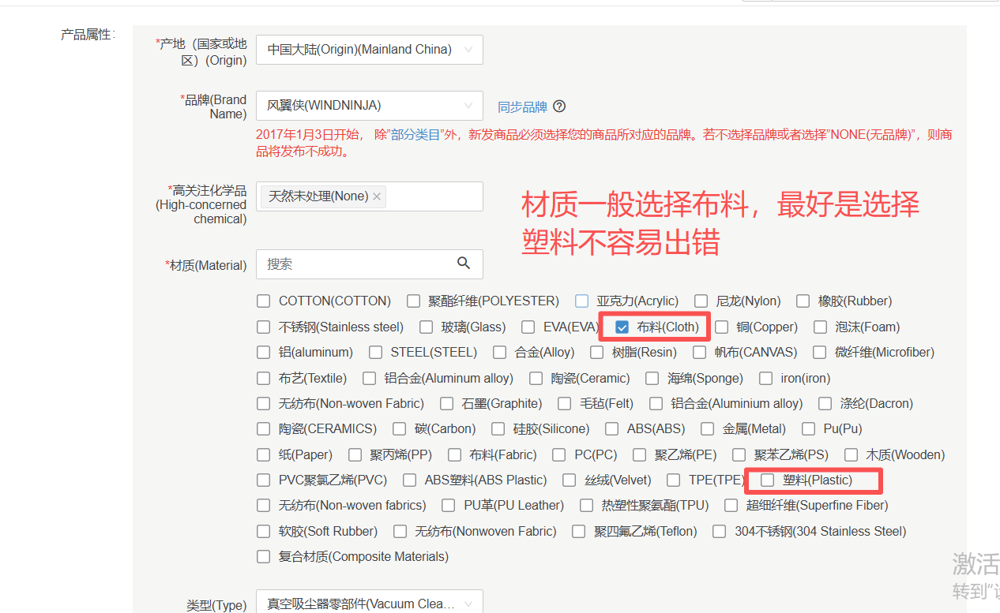 产品属性:
*产地（国家或地
区）(Origin)
中国大陆(Origin)(Mainland China)
*品牌(Brand
Name)
风翼侠(WINDNINJA)
同步品牌 ?
2017年1月3日开始， 除"部分类目"外，新发商品必须选择您的商品所对应的品牌。若不选择品牌或者选择"NONE(无品牌)"，则商
品将发布不成功。
*高关注化学品
(High-concerned
chemical)
天然未处理(None) ×
材质一般选择布料，最好是选择
塑料不容易出错
*材质(Material)
搜索
COTTON(COTTON) 聚酯纤维(POLYESTER) 亚克力(Acrylic) 尼龙(Nylon) 橡胶(Rubber)
不锈钢(Stainless steel) 玻璃(Glass) EVA(EVA) 布料(Cloth) 铜(Copper) 泡沫(Foam)
铝(aluminum) STEEL(STEEL) 合金(Alloy) 树脂(Resin) 帆布(CANVAS) 微纤维(Microfiber)
布艺(Textile) 铝合金(Aluminum alloy) 陶瓷(Ceramic) 海绵(Sponge) iron(iron)
无纺布(Non-woven Fabric) 石墨(Graphite) 毛毡(Felt) 铝合金(Aluminium alloy) 涤纶(Dacron)
陶瓷(CERAMICS) 碳(Carbon) 硅胶(Silicone) ABS(ABS) 金属(Metal) Pu(Pu)
纸(Paper) 聚丙烯(PP) 布料(Fabric) PC(PC) 聚乙烯(PE) 聚苯乙烯(PS) 木质(Wooden)
PVC聚氯乙烯(PVC) ABS塑料(ABS Plastic) 丝绒(Velvet) TPE(TPE) 塑料(Plastic)
无纺布(Non-woven fabrics) PU革(PU Leather) 热塑性聚氨酯(TPU) 超细纤维(Superfine Fiber)
软胶(Soft Rubber) 无纺布(Nonwoven Fabric) 聚四氟乙烯(Teflon) 304不锈钢(304 Stainless Steel)
复合材质(Composite Materials)
激活
转到"
类型(Type)
真空吸尘器零部件(Vacuum Clea...